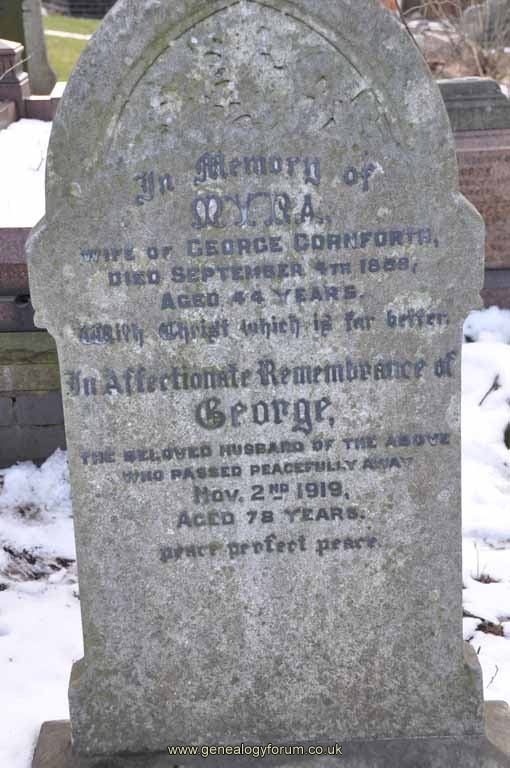 In Memory of
MYRA,
WIFE OF GEORGE CORNFORTH,
DIED SEPTEMBER 4TH
AGED 44 YEARS.
With Christ which is far better.
In Affectionate Remembrance of
George,
THE BELOVED HUSBAND OF THE ABOVE
WHO PASSED PEACEFULLY AWAY
NOV. 2ND 1919,
AGED 78 YEARS.
peace perfect peace.
www.genealogyforum.co.uk